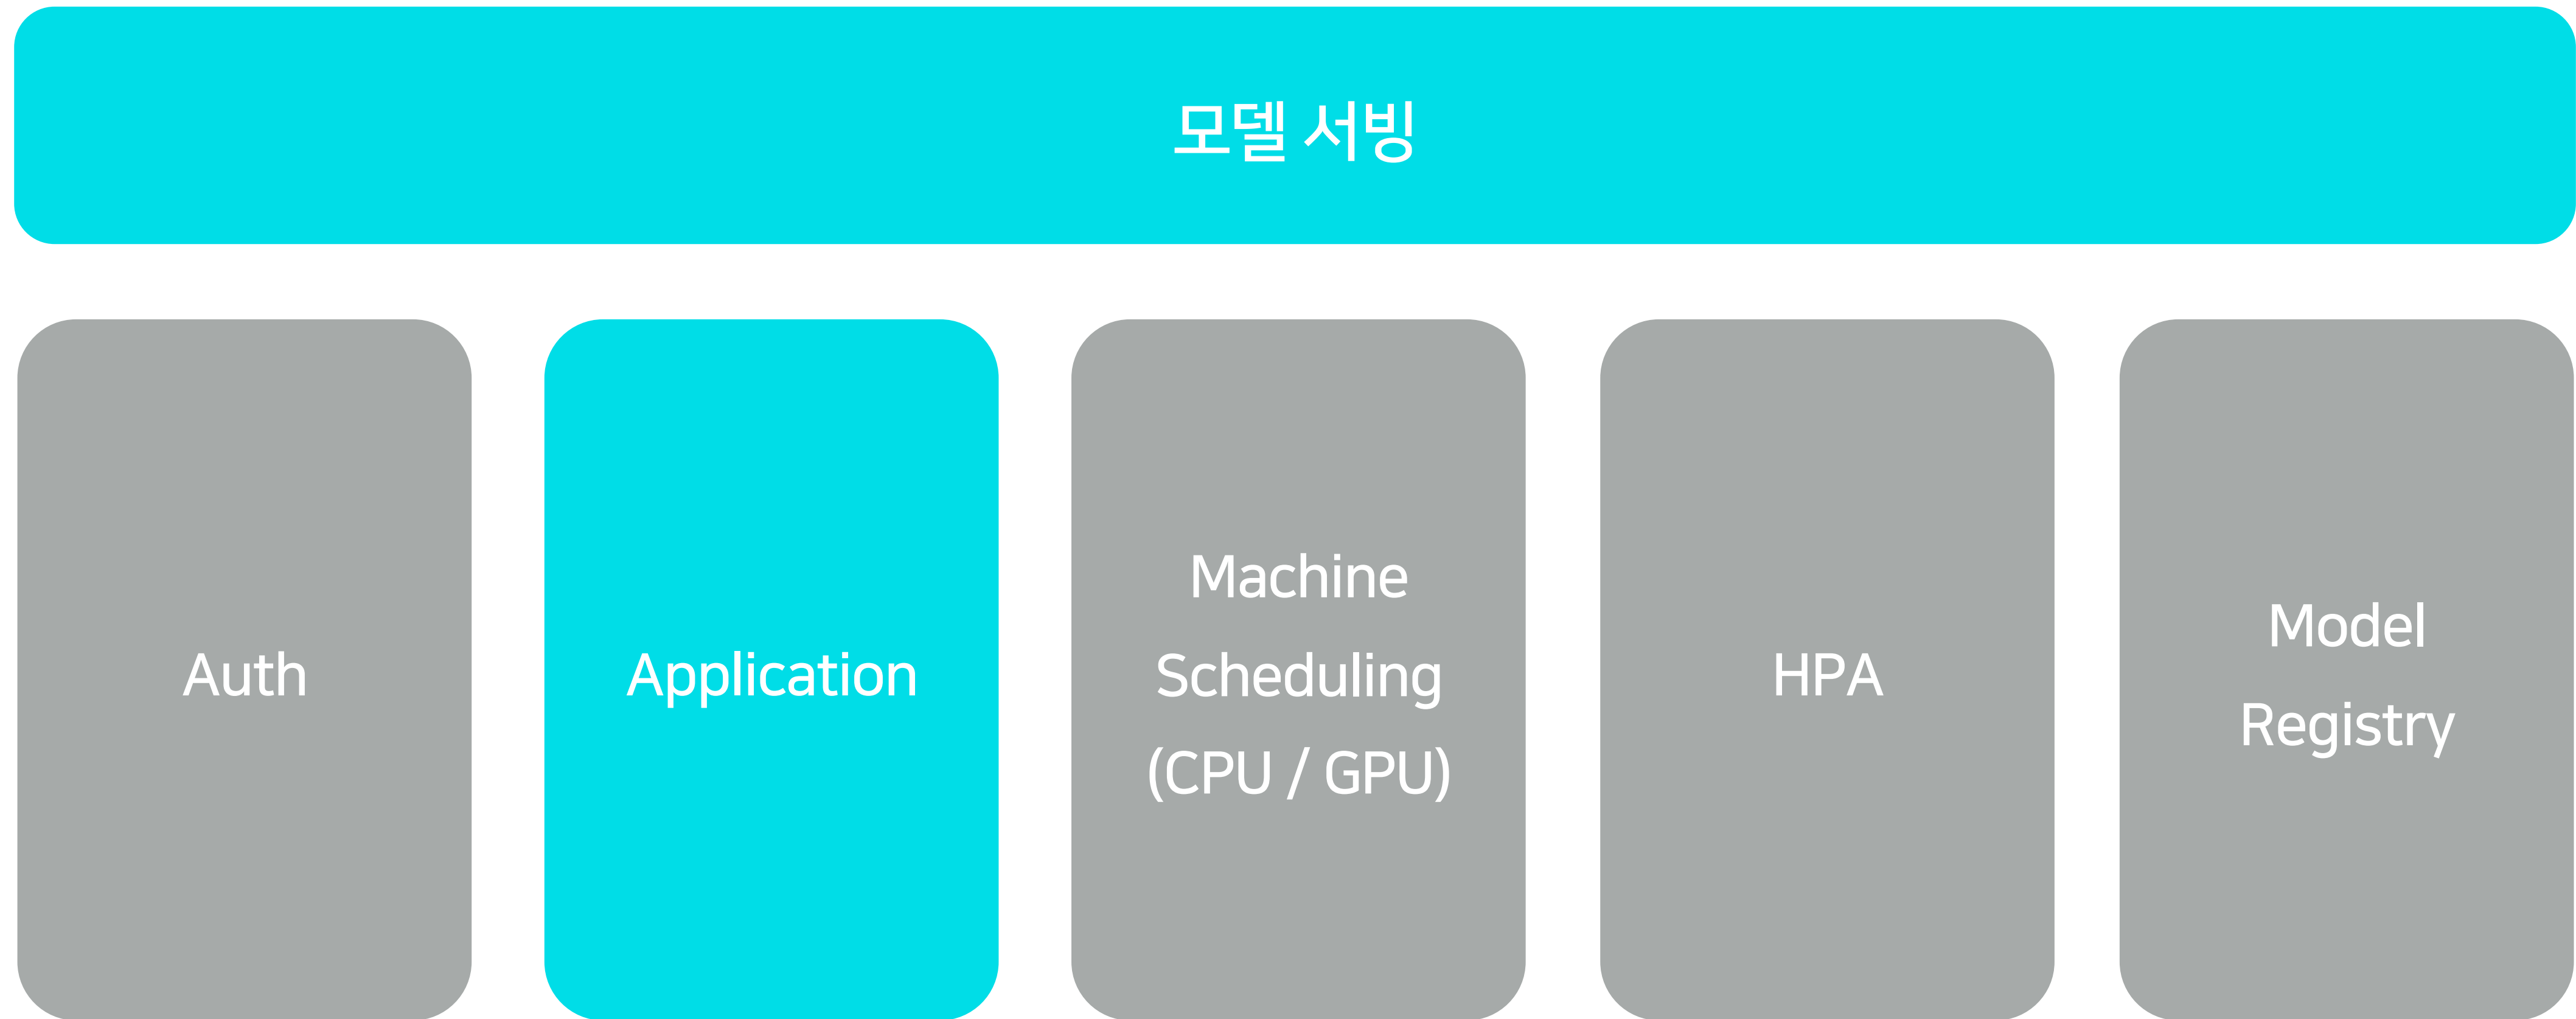 모델 서빙
Auth
Application
Machine
Scheduling
(CPU / GPU)
HPA
Model
Registry